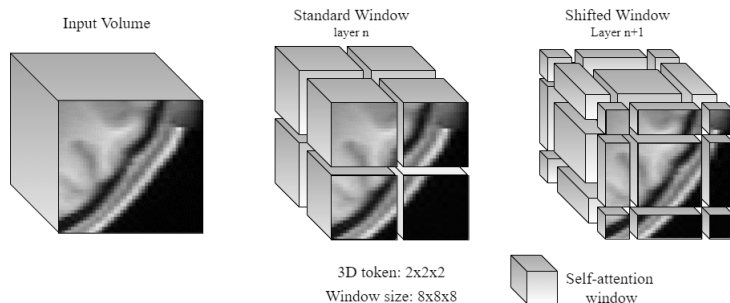 Input Volume
Standard Window
layer n
Shifted Window
Layer n+1
3D token: 2x2x2
Window size: 8x8x8
Self-attention
window